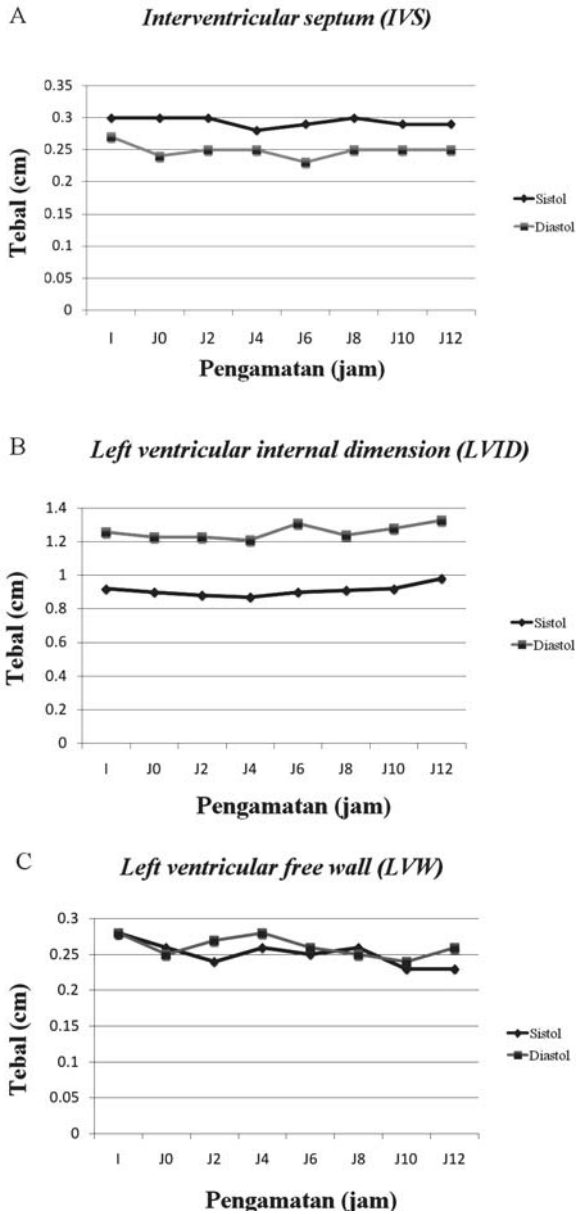 A
Interventricular septum (IVS)
0.35
0.3
0.25
0.2
0.15
0.1
0.05
0
Tebal (cm)
I J0 J2 J4 J6 J8 J10 J12
Pengamatan (jam)
Sistol
Diastol
B
Left ventricular internal dimension (LVID)
1.4
1.2
1
0.8
0.6
0.4
0.2
0
Tebal (cm)
I J0 J2 J4 J6 J8 J10 J12
Pengamatan (jam)
Sistol
Diastol
C
Left ventricular free wall (LVW)
0.3
0.25
0.2
0.15
0.1
0.05
0
Tebal (cm)
I J0 J2 J4 J6 J8 J10 J12
Pengamatan (jam)
Sistol
Diastol